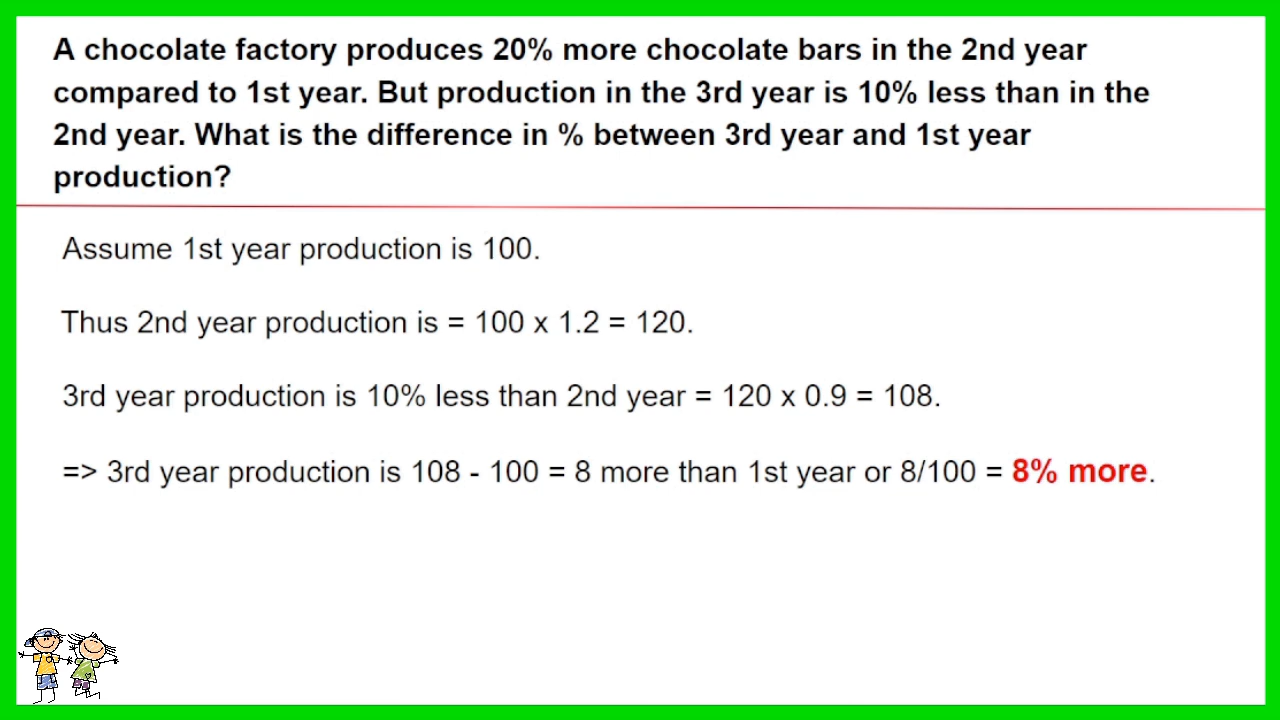 A chocolate factory produces 20% more chocolate bars in the 2nd year
compared to 1st year. But production in the 3rd year is 10% less than in the
2nd year. What is the difference in % between 3rd year and 1st year
production?
Assume 1st year production is 100.
Thus 2nd year production is = 100 x 1.2 = 120.
3rd year production is 10% less than 2nd year = 120 x 0.9 = 108.
=> 3rd year production is 108 - 100 = 8 more than 1st year or 8/100 = 8% more.